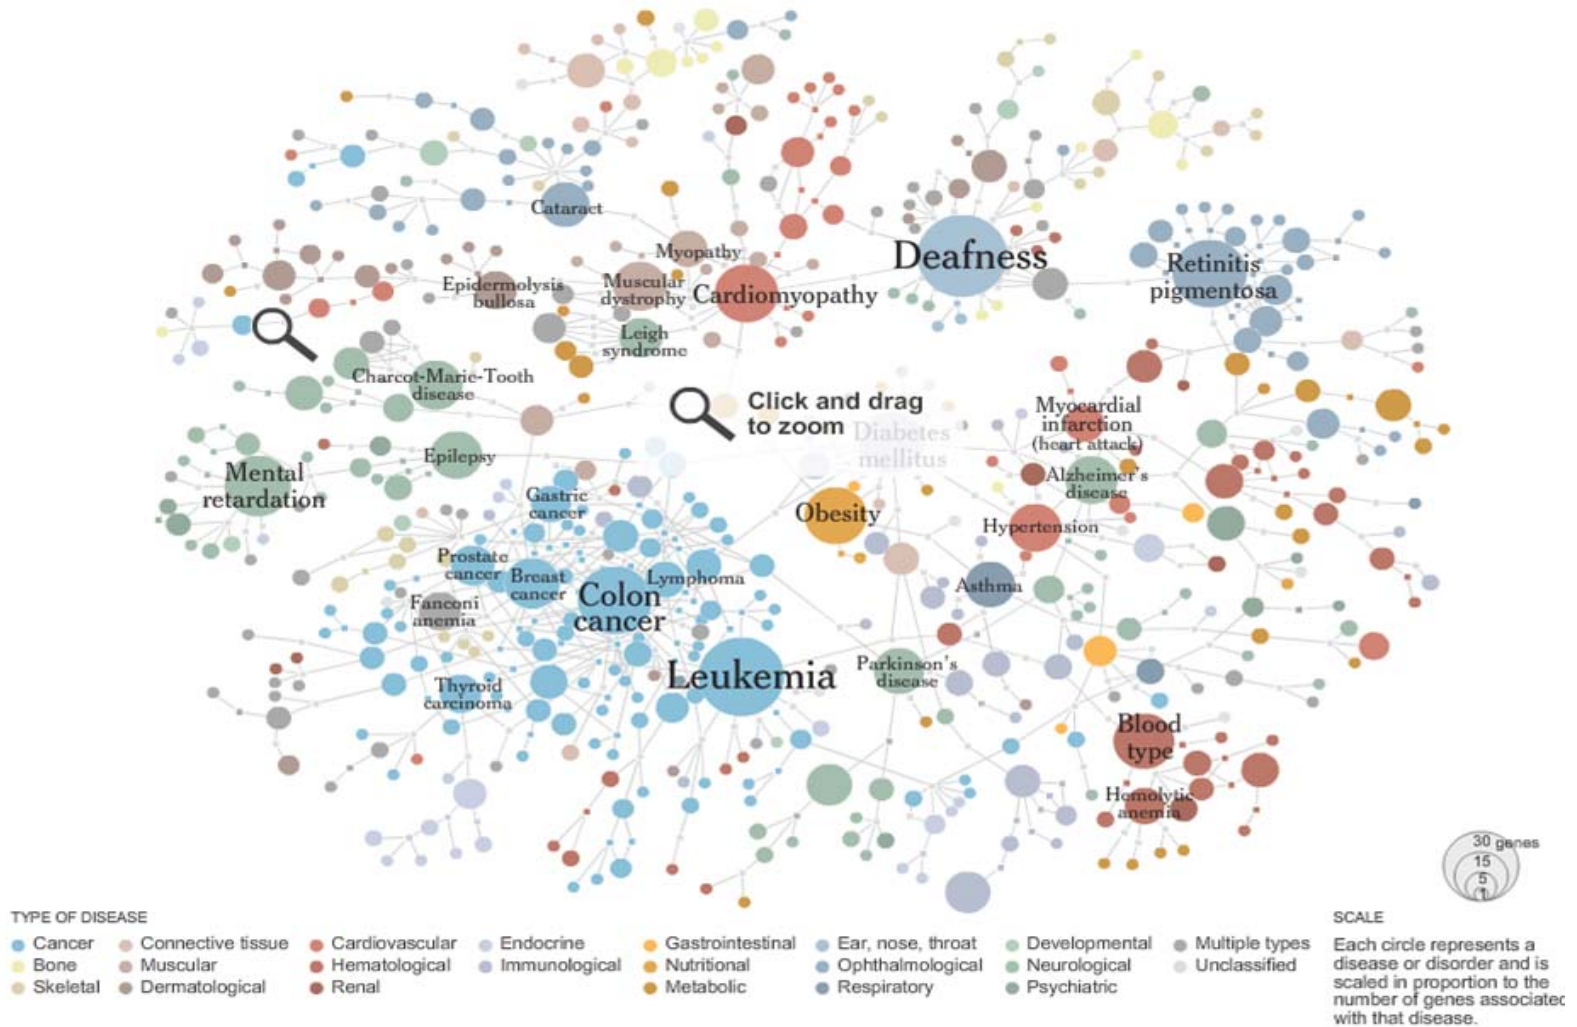 Cataract
Deafness
Myopathy
Retinitis
pigmentosa
Epidermolysis
bullosa
Muscular
dystrophy
Cardiomyopathy
Leigh
syndrome
Charcot-Marie-Tooth
disease
Click and drag
to zoom
Diabetes
mellitus
Myocardial
infarction
(heart attack)
Mental
retardation
Epilepsy
Alzheimer's
disease
Gastric
cancer
Obesity
Hypertension
Prostate
cancer
Breast
cancer
Lymphoma
Colon
cancer
Asthma
Fanconi
anemia
Leukemia
Parkinson's
disease
Thyroid
carcinoma
Blood
type
Hemolytic
anemia
30 genes
15
5
1
TYPE OF DISEASE
Cancer
Bone
Skeletal
Connective tissue
Muscular
Dermatological
Cardiovascular
Hematological
Renal
Endocrine
Immunological
Gastrointestinal
Nutritional
Metabolic
Ear, nose, throat
Ophthalmological
Respiratory
Developmental
Neurological
Psychiatric
Multiple types
Unclassified
SCALE
Each circle represents a
disease or disorder and is
scaled in proportion to the
number of genes associatec
with that disease.